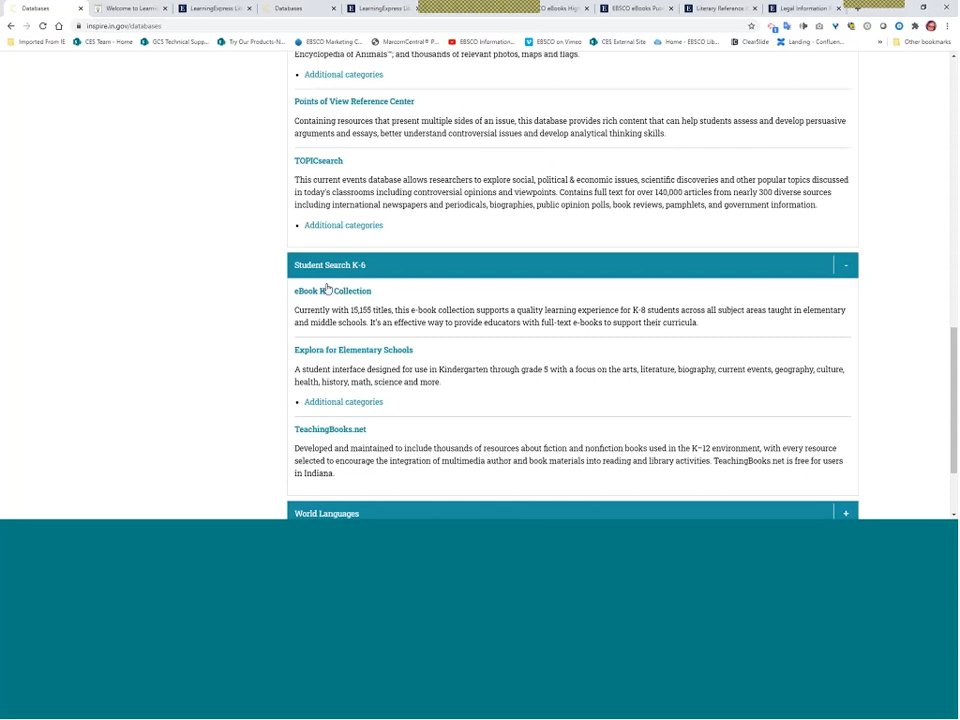 Databases
Welcome to Learni
LearningExpress Lib
Databases
LearningExpress Lib
EBSCO eBooks High
EBSCO eBooks Pu
Literary Reference
Legal Information
inspire.in.gov/databases
Imported From IE
CES Team - Home
GCS Technical Supp...
Try Our Products-N...
EBSCO Marketing C...
MarcomCentral® P...
EBSCO Information...
EBSCO on Vimeo
CES External Site
Home - EBSCO Lib...
ClearSlide
Landing - Confluen...
Other bookmarks
Encyclopedia of Animals™; and thousands of relevant photos, maps and flags.
• Additional categories
Points of View Reference Center
Containing resources that present multiple sides of an issue, this database provides rich content that can help students assess and develop persuasive
arguments and essays, better understand controversial issues and develop analytical thinking skills.
TOPICsearch
This current events database allows researchers to explore social, political & economic issues, scientific discoveries and other popular topics discussed
in today's classrooms including controversial opinions and viewpoints. Contains full text for over 140,000 articles from nearly 300 diverse sources
including international newspapers and periodicals, biographies, public opinion polls, book reviews, pamphlets, and government information.
• Additional categories
Student Search K-6 -
eBook Collection
Currently with 15,155 titles, this e-book collection supports a quality learning experience for K-8 students across all subject areas taught in elementary
and middle schools. It's an effective way to provide educators with full-text e-books to support their curricula.
Explora for Elementary Schools
A student interface designed for use in Kindergarten through grade 5 with a focus on the arts, literature, biography, current events, geography, culture,
health, history, math, science and more.
• Additional categories
TeachingBooks.net
Developed and maintained to include thousands of resources about fiction and nonfiction books used in the K–12 environment, with every resource
selected to encourage the integration of multimedia author and book materials into reading and library activities. TeachingBooks.net is free for users
in Indiana.
World Languages +